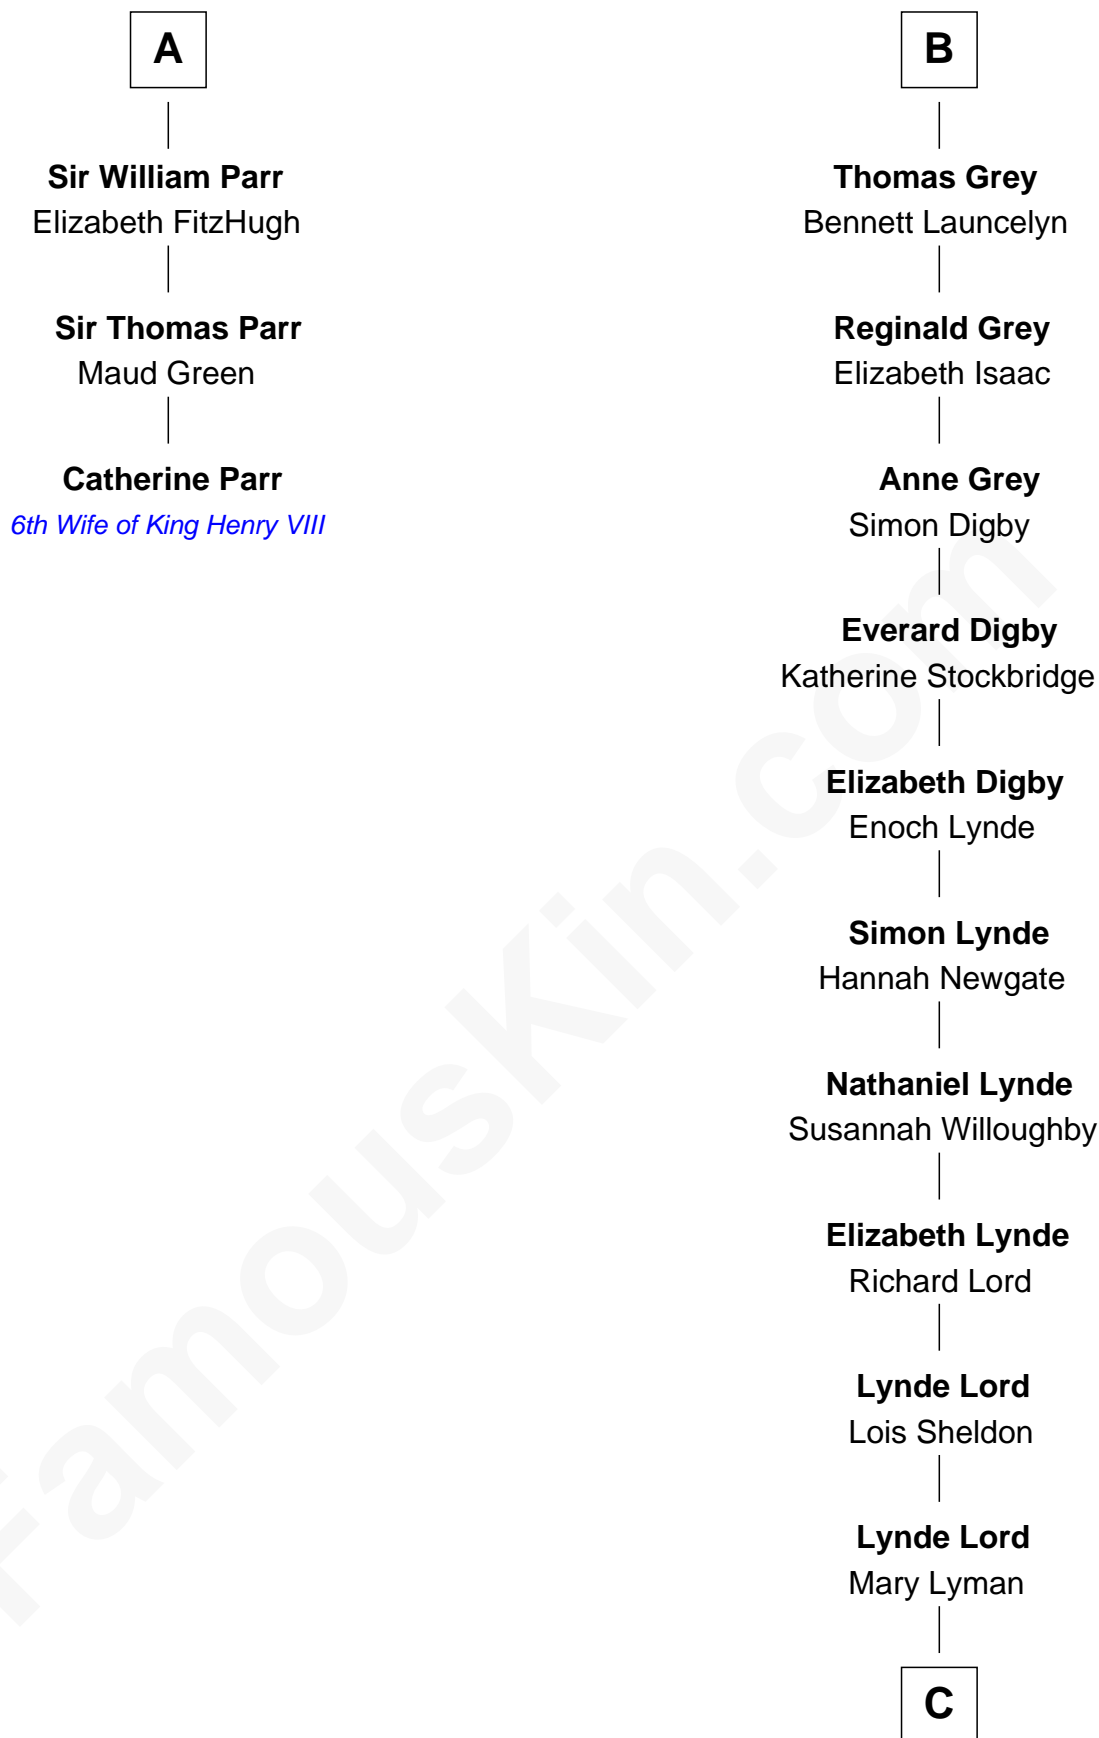 A
Sir William Parr
Elizabeth FitzHugh
Sir Thomas Parr
Maud Green
Catherine Parr
6th Wife of King Henry VIII
B
Thomas Grey
Bennett Launcelyn
Reginald Grey
Elizabeth Isaac
Anne Grey
Simon Digby
Everard Digby
Katherine Stockbridge
Elizabeth Digby
Enoch Lynde
Simon Lynde
Hannah Newgate
Nathaniel Lynde
Susannah Willoughby
Elizabeth Lynde
Richard Lord
Lynde Lord
Lois Sheldon
Lynde Lord
Mary Lyman
C
FamousKin.com